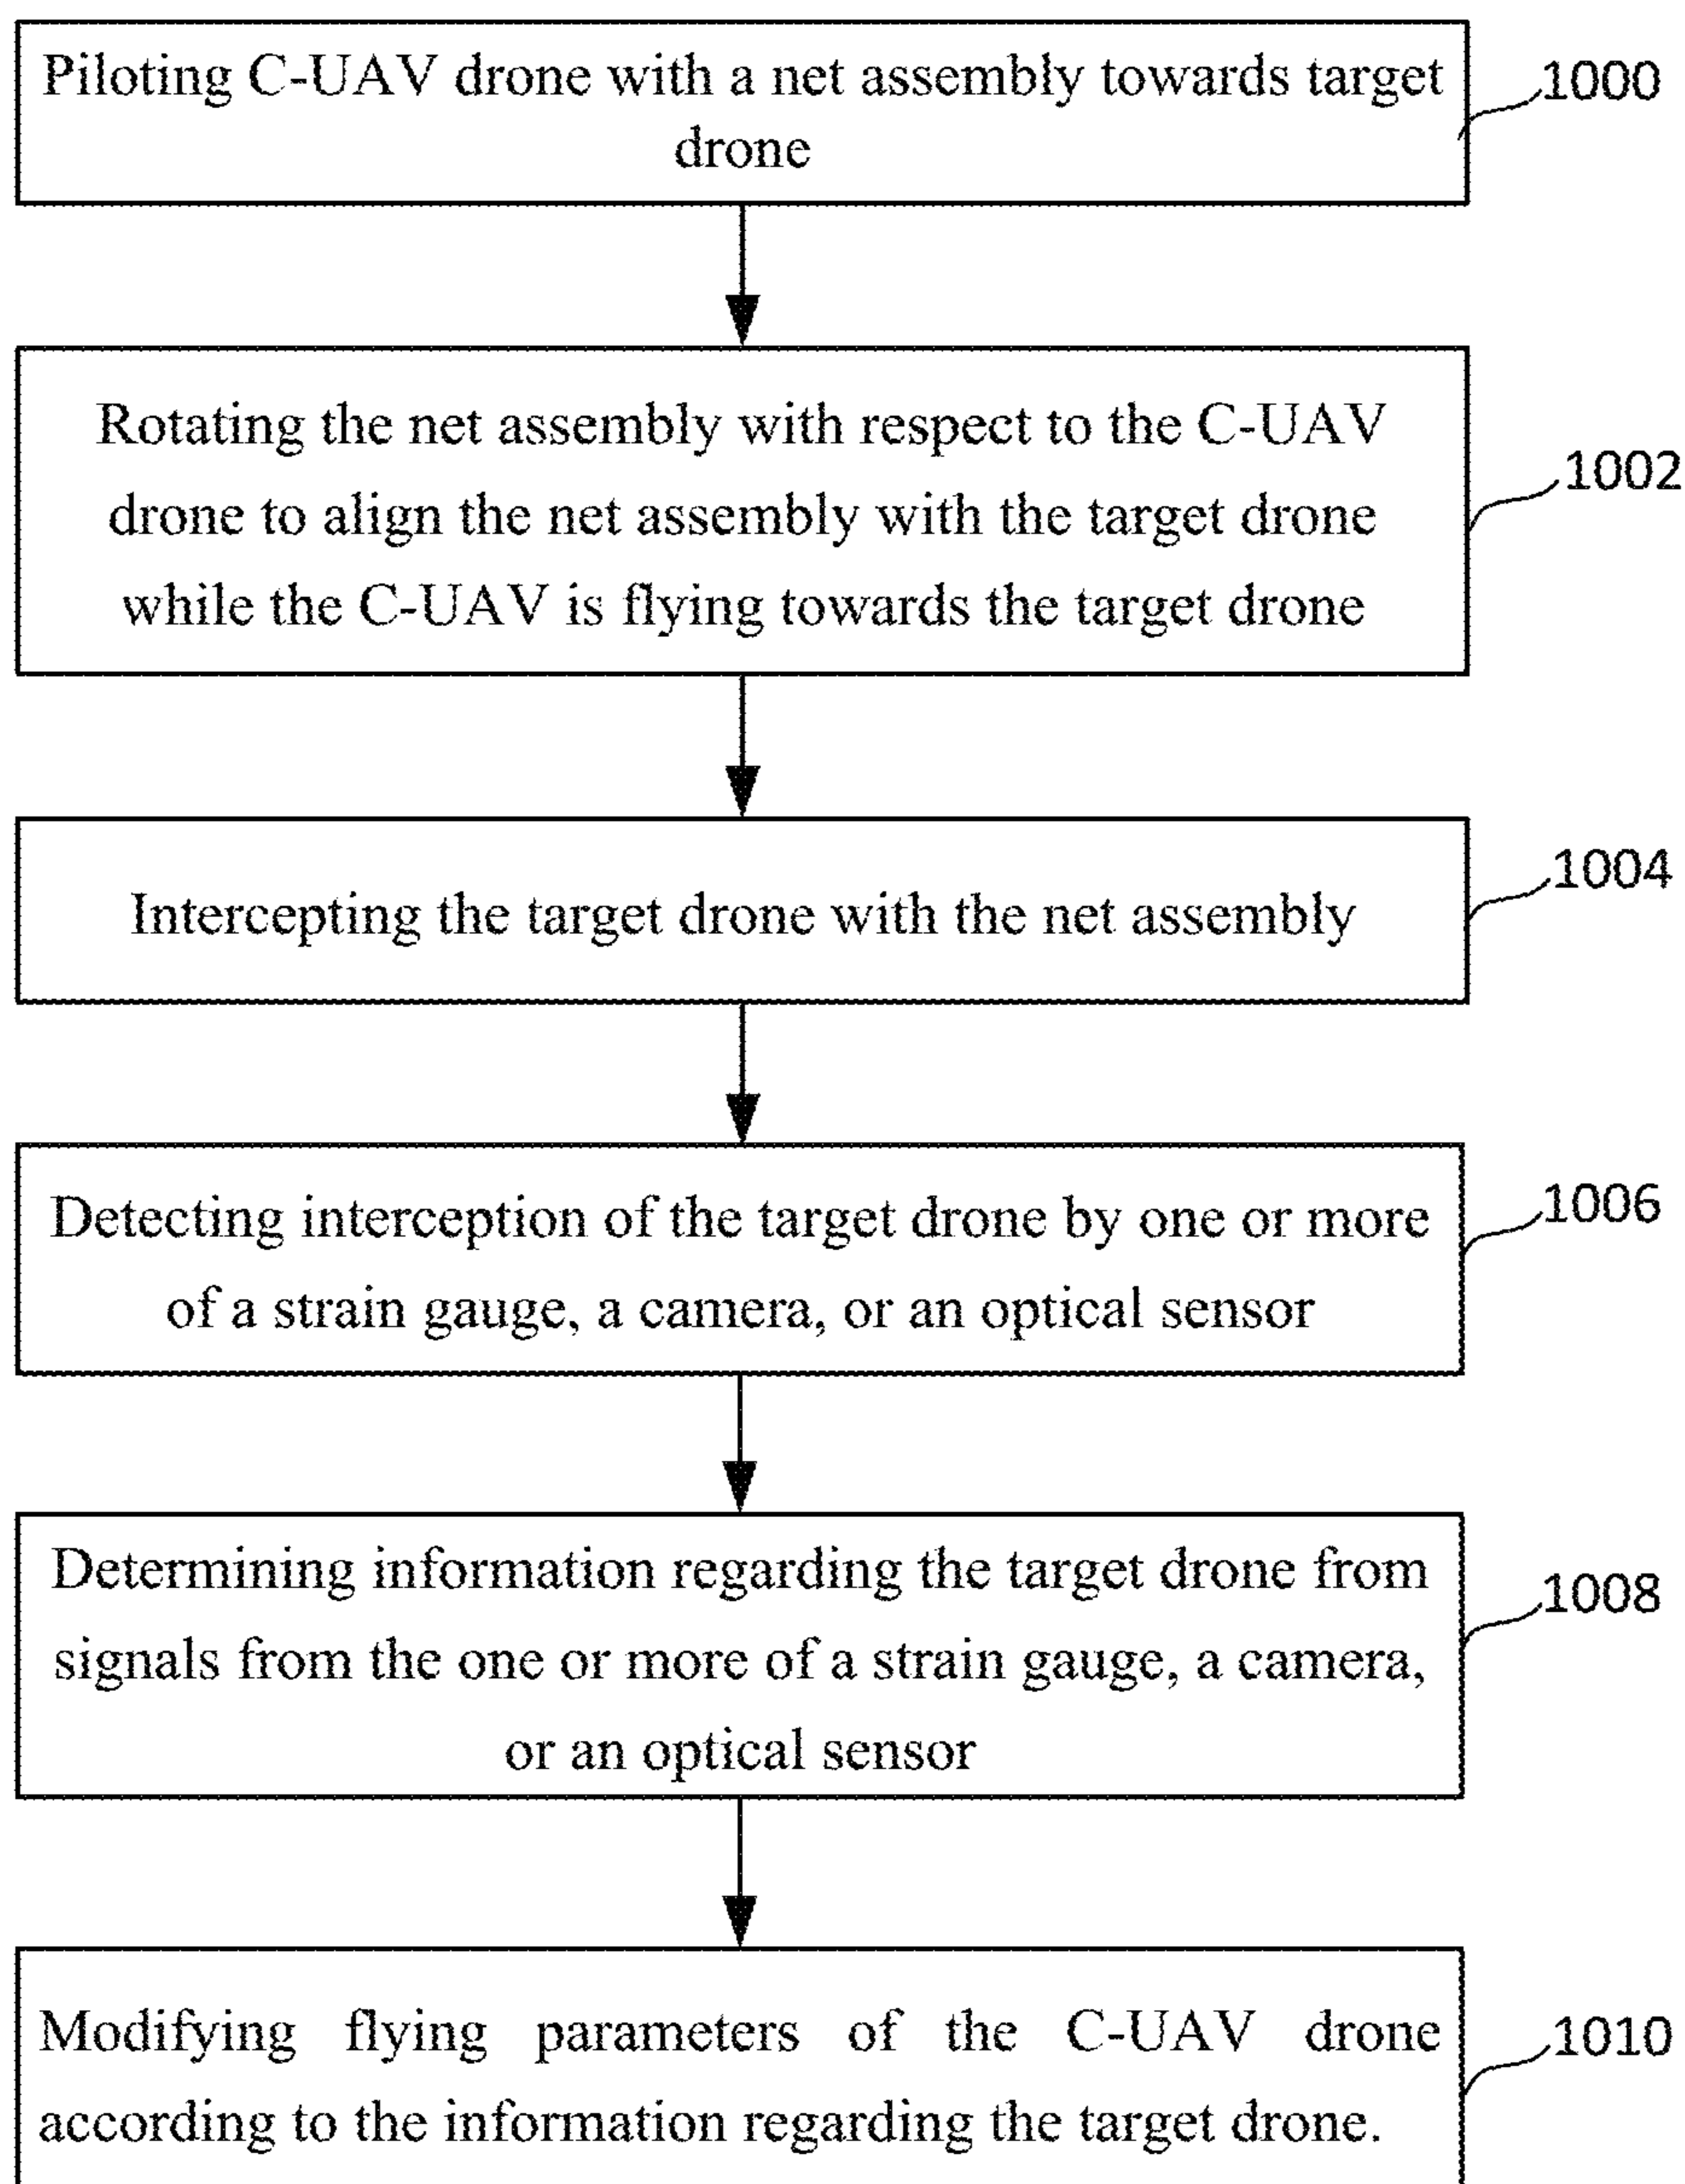 Piloting C-UAV drone with a net assembly towards target
drone
1000
Rotating the net assembly with respect to the C-UAV
drone to align the net assembly with the target drone
while the C-UAV is flying towards the target drone
1002
Intercepting the target drone with the net assembly
1004
Detecting interception of the target drone by one or more
of a strain gauge, a camera, or an optical sensor
1006
Determining information regarding the target drone from
signals from the one or more of a strain gauge, a camera,
or an optical sensor
1008
Modifying flying parameters of the C-UAV drone
according to the information regarding the target drone.
1010